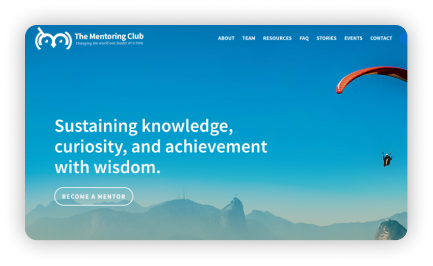 The Mentoring Club
Changing the world one leader at a time.
ABOUT TEAM RESOURCES FAQ STORIES EVENTS CONTACT
Sustaining knowledge,
curiosity, and achievement
with wisdom.
BECOME A MENTOR